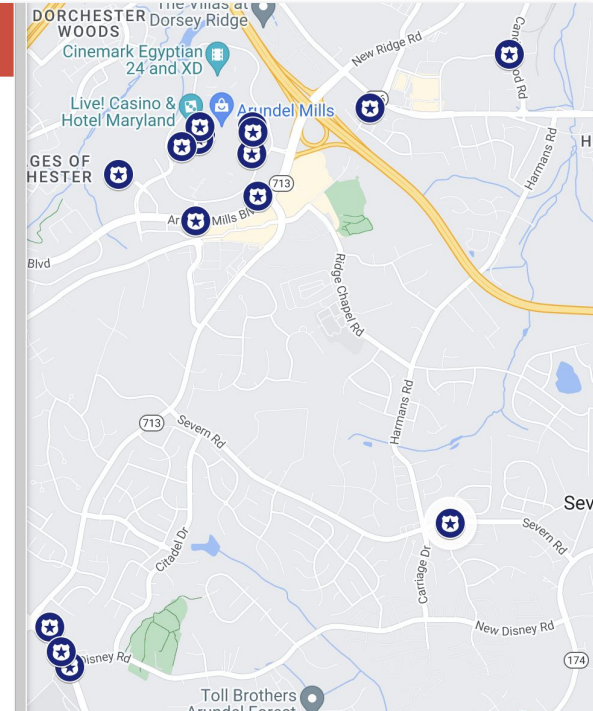 The Villas at
Dorsey Ridge
DORCHESTER
WOODS
Cinemark Egyptian
24 and XD
New Ridge Rd
Rd
Live! Casino &
Hotel Maryland
Arundel Mills
Harmans Rd
H
GES OF
HESTER
713
Mills
Blvd
Ridge Chapel Rd
Harmans Rd
713
Severn Rd
Sev
Severn Rd
Citadel Dr
Carriage Dr
New Disney Rd
Disney Rd
174
Toll Brothers
Arundel Forest